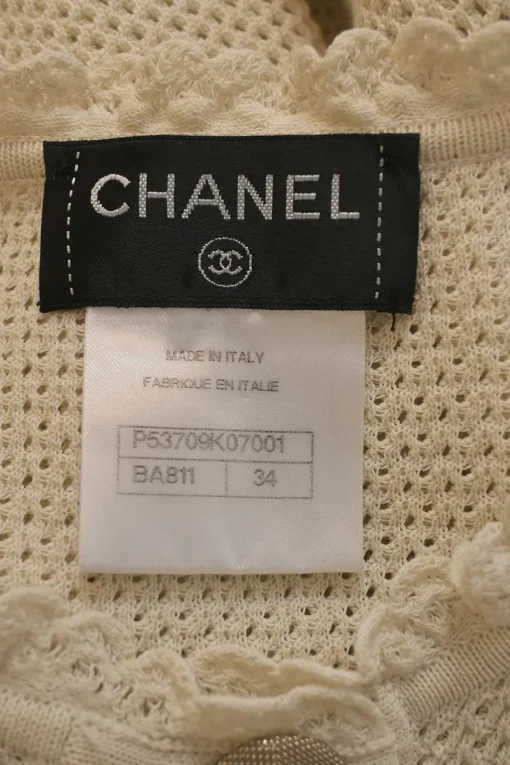 CHANEL
MADE IN ITALY
FABRIQUE EN ITALIE
P53709K07001
BA811 34